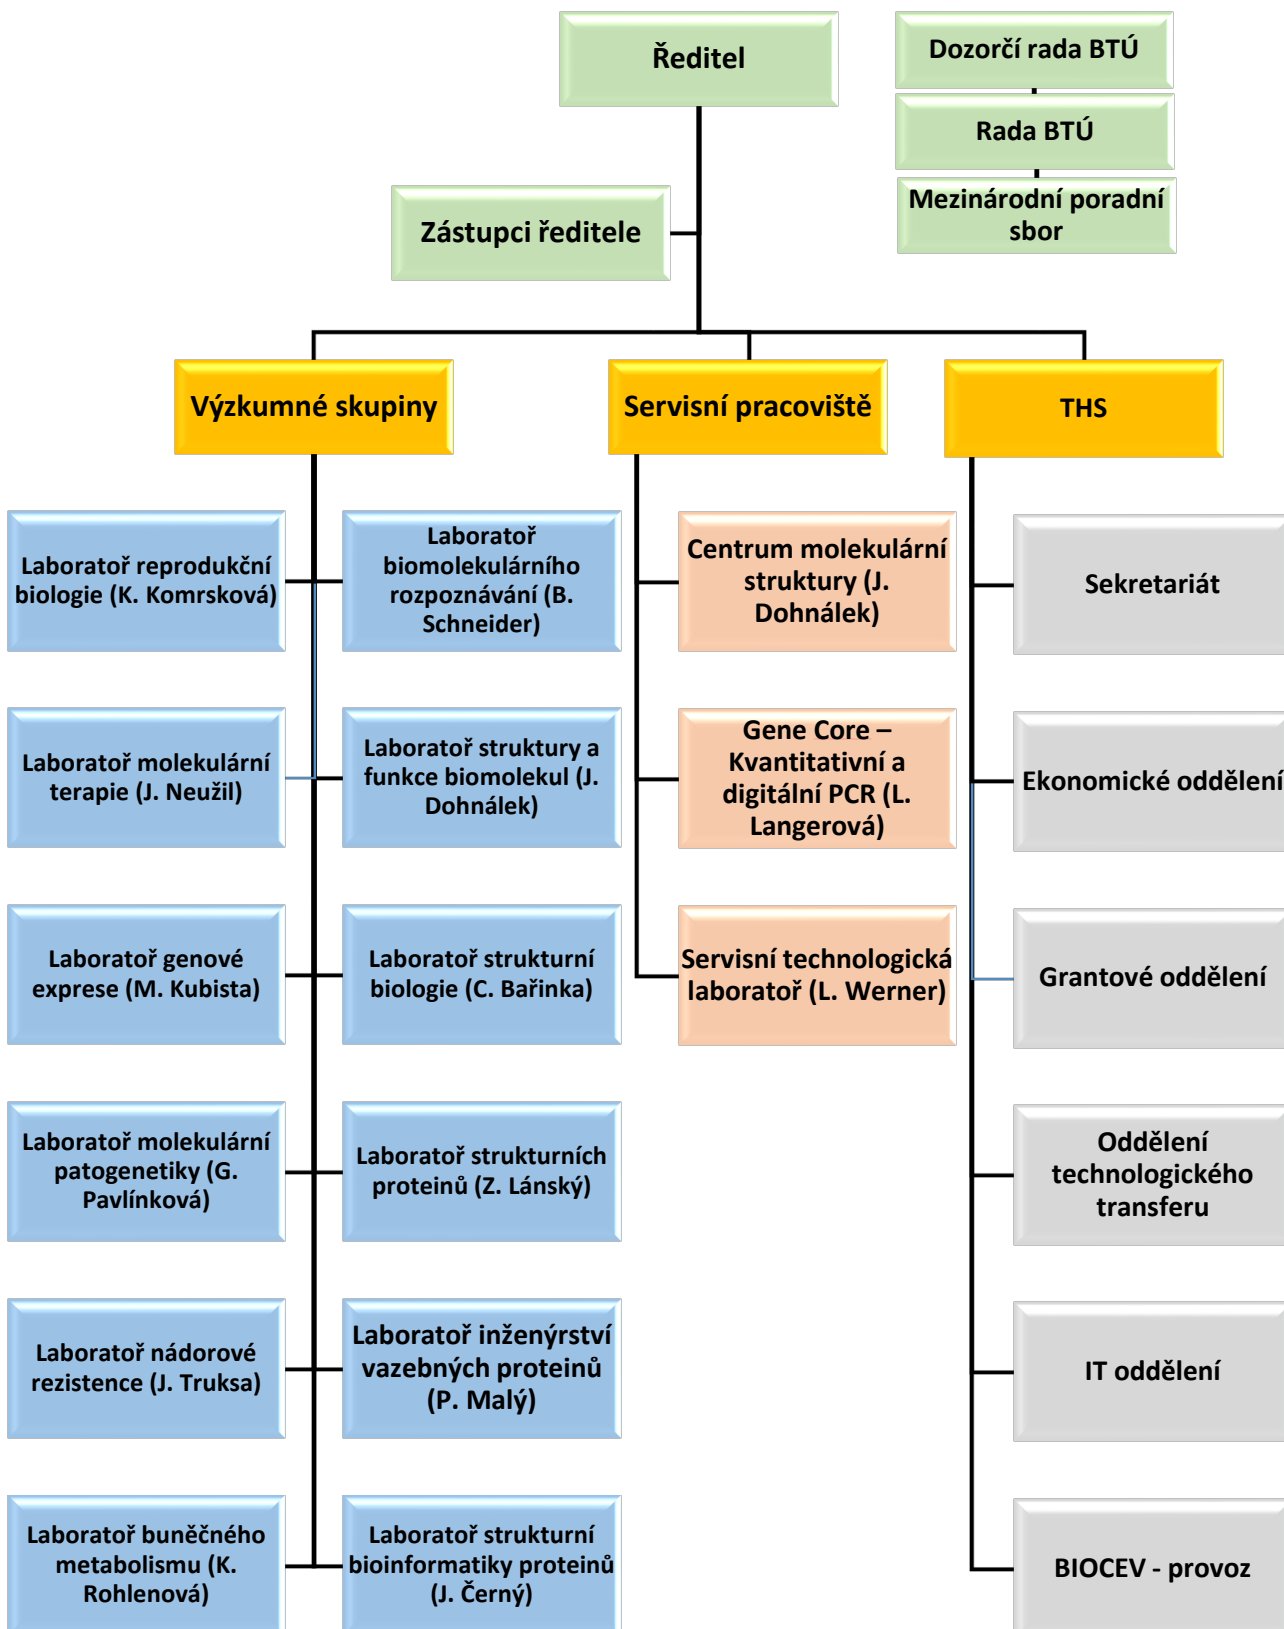 Ředitel
Dozorčí rada BTÚ
Rada BTÚ
Mezinárodní poradní
sbor
Zástupci ředitele
Výzkumné skupiny
Servisní pracoviště
THS
Laboratoř reprodukční
biologie (K. Komrsková)
Laboratoř
biomolekulárního
rozpoznávání (B.
Schneider)
Centrum molekulární
struktury (J.
Dohnálek)
Sekretariát
Laboratoř molekulární
terapie (J. Neužil)
Laboratoř struktury a
funkce biomolekul (J.
Dohnálek)
Gene Core –
Kvantitativní a
digitální PCR (L.
Langerová)
Ekonomické oddělení
Laboratoř genové
exprese (M. Kubista)
Laboratoř strukturní
biologie (C. Bařinka)
Servisní technologická
laboratoř (L. Werner)
Grantové oddělení
Laboratoř molekulární
patogenetiky (G.
Pavlínková)
Laboratoř strukturních
proteinů (Z. Lánský)
Oddělení
technologického
transferu
Laboratoř nádorové
rezistence (J. Truksa)
Laboratoř inženýrství
vazebných proteinů
(P. Malý)
IT oddělení
Laboratoř buněčného
metabolismu (K.
Rohlenová)
Laboratoř strukturní
bioinformatiky proteinů
(J. Černý)
BIOCEV - provoz